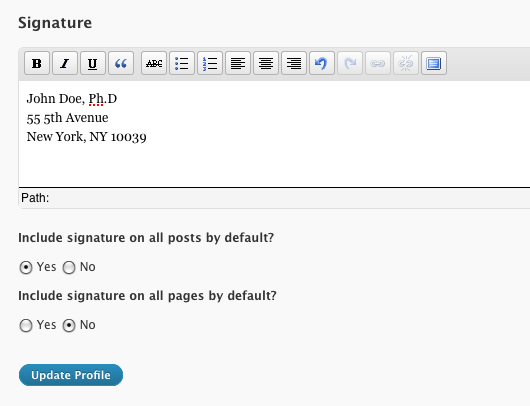 Signature
B I U “ ABC
John Doe, Ph.D
55 5th Avenue
New York, NY 10039
Path:
Include signature on all posts by default?
Yes No
Include signature on all pages by default?
Yes No
Update Profile